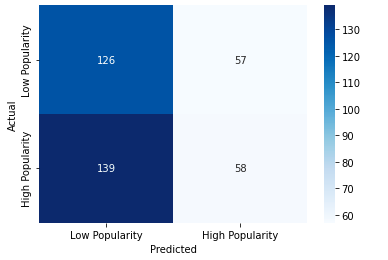 Actual
Low Popularity
High Popularity
126
57
139
58
Low Popularity
High Popularity
Predicted
130
120
110
100
90
80
70
60